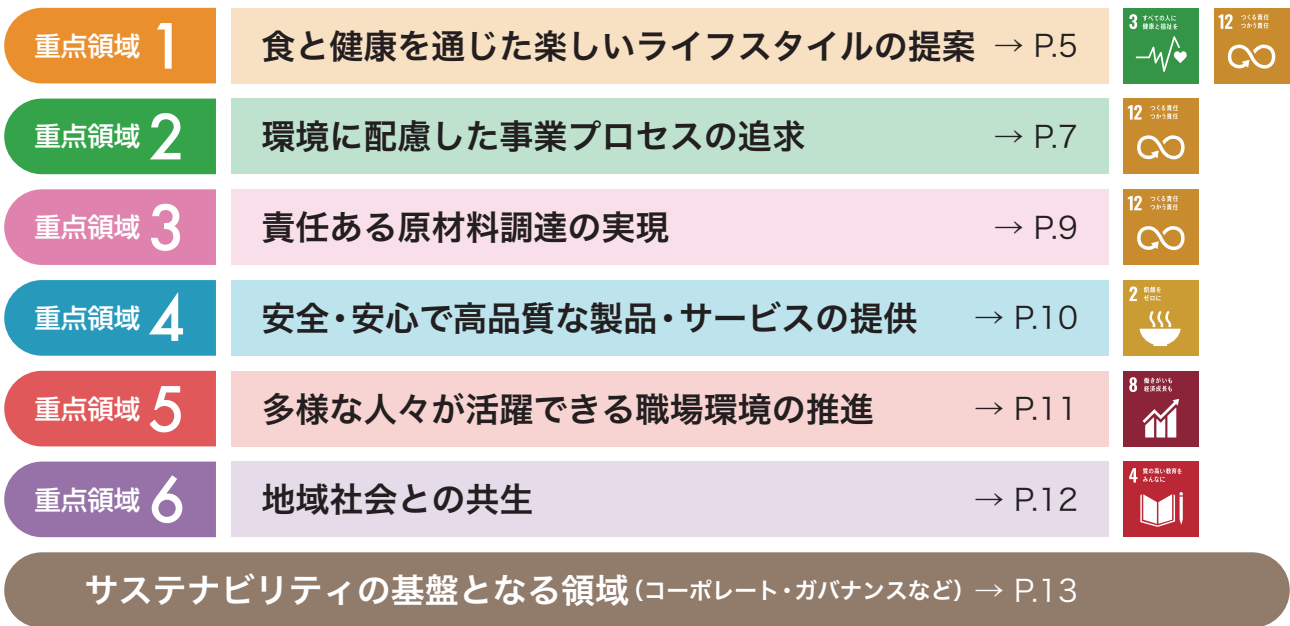 重点領域 1 食と健康を通じた楽しいライフスタイルの提案 → P.5
3 すべての人に
健康と福祉を
12 つくる責任
つかう責任
重点領域 2 環境に配慮した事業プロセスの追求 → P.7
12 つくる責任
つかう責任
重点領域 3 責任ある原材料調達の実現 → P.9
12 つくる責任
つかう責任
重点領域 4 安全・安心で高品質な製品・サービスの提供 → P.10
2 飢餓を
ゼロに
重点領域 5 多様な人々が活躍できる職場環境の推進 → P.11
8 働きがいも
経済成長も
重点領域 6 地域社会との共生 → P.12
4 質の高い教育を
みんなに
サステナビリティの基盤となる領域(コーポレート・ガバナンスなど) → P.13